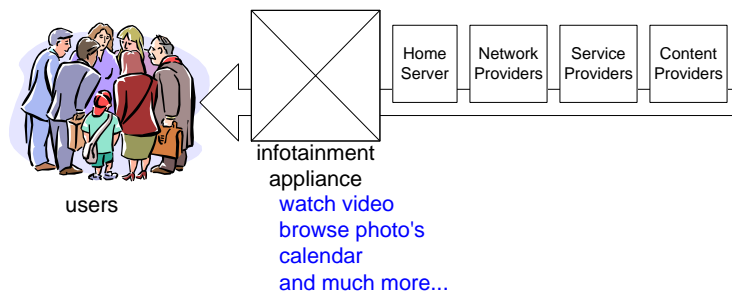 Home
Server
Network
Providers
Service
Providers
Content
Providers
infotainment
appliance
watch video
browse photo's
calendar
and much more...
users